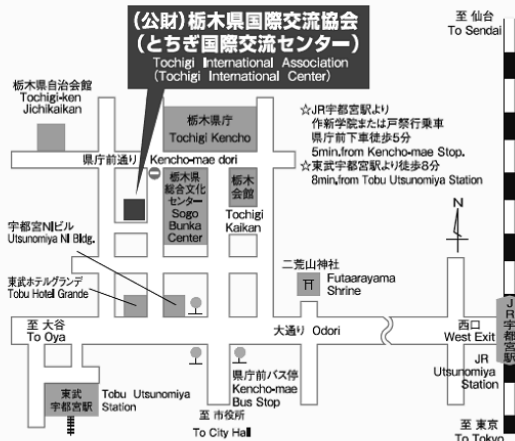 至 仙台
To Sendai
(公財)栃木県国際交流協会
(とちぎ国際交流センター)
Tochigi International Association
(Tochigi International Center)
栃木県自治会館
Tochigi-ken
Jichikaikan
栃木県庁
Tochigi Kencho
☆JR宇都宮駅より
作新学院または戸祭行乗車
県庁前下車徒歩5分
5min.from Kencho-mae Stop.
☆東武宇都宮駅より徒歩8分
8min.from Tobu Utsunomiya Station
県庁前通り Kencho-mae dori
栃木県
総合文化
センター
Sogo
Bunka
Center
栃木
会館
Tochigi
Kaikan
N
宇都宮NIビル
Utsunomiya NI Bldg.
東武ホテルグランデ
Tobu Hotell Grande
二荒山神社
Futaarayama
Shrine
至 大谷
To Oya
大通り Odori
西口
West Exit
JR宇都宮駅
JR
Utsunomiya
Station
県庁前バス停
Kencho-mae
Bus Stop
東武
宇都宮駅
Tobu Utsunomiya
Station
至 市役所
To City Hall
至 東京
To Tokyo